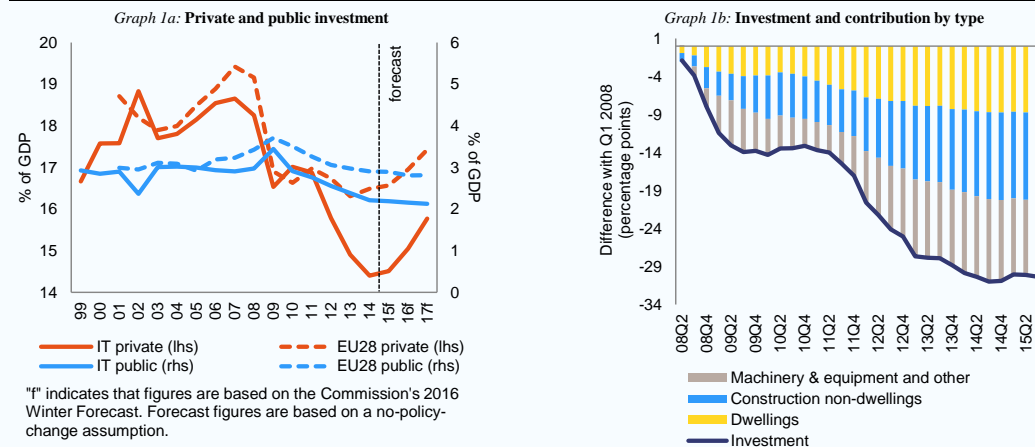 Graph 1a: Private and public investment
20
19
18
17
16
15
14
% of GDP
6
5
4
3
2
1
0
% of GDP
forecast
99
00
01
02
03
04
05
06
07
08
09
10
11
12
13
14
15f
16f
17f
IT private (lhs)
EU28 private (lhs)
IT public (rhs)
EU28 public (rhs)
"f" indicates that figures are based on the Commission's 2016
Winter Forecast. Forecast figures are based on a no-policy-
change assumption.
Graph 1b: Investment and contribution by type
1
-4
-9
-14
-19
-24
-29
-34
Difference with Q1 2008
(percentage points)
08Q2
08Q4
09Q2
09Q4
10Q2
10Q4
11Q2
11Q4
12Q2
12Q4
13Q2
13Q4
14Q2
14Q4
15Q2
Machinery & equipment and other
Construction non-dwellings
Dwellings
Investment